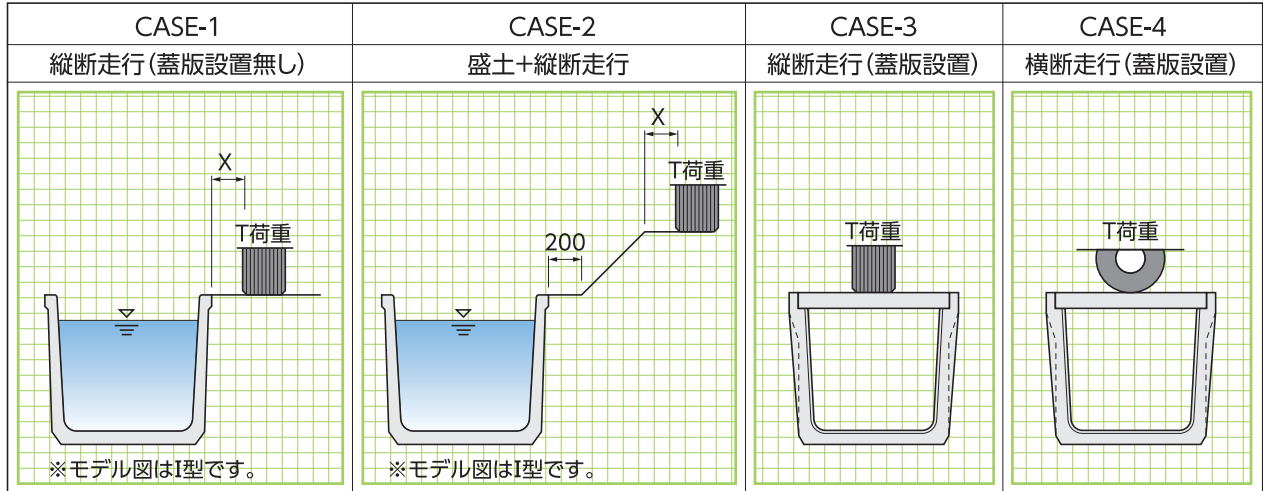 CASE-1
CASE-2
CASE-3
CASE-4
縦断走行(蓋版設置無し)
盛土+縦断走行
縦断走行(蓋版設置)
横断走行(蓋版設置)
X
T荷重
※モデル図はI型です。
X
T荷重
200
※モデル図はI型です。
T荷重
T荷重